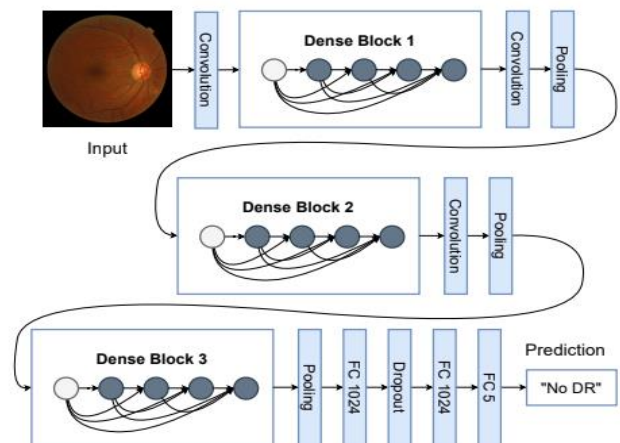 Dense Block 1
Convolution
Convolution
Pooling
Input
Dense Block 2
Convolution
Pooling
Dense Block 3
Pooling
FC 1024
Dropout
FC 1024
FC 5
Prediction
"No DR"